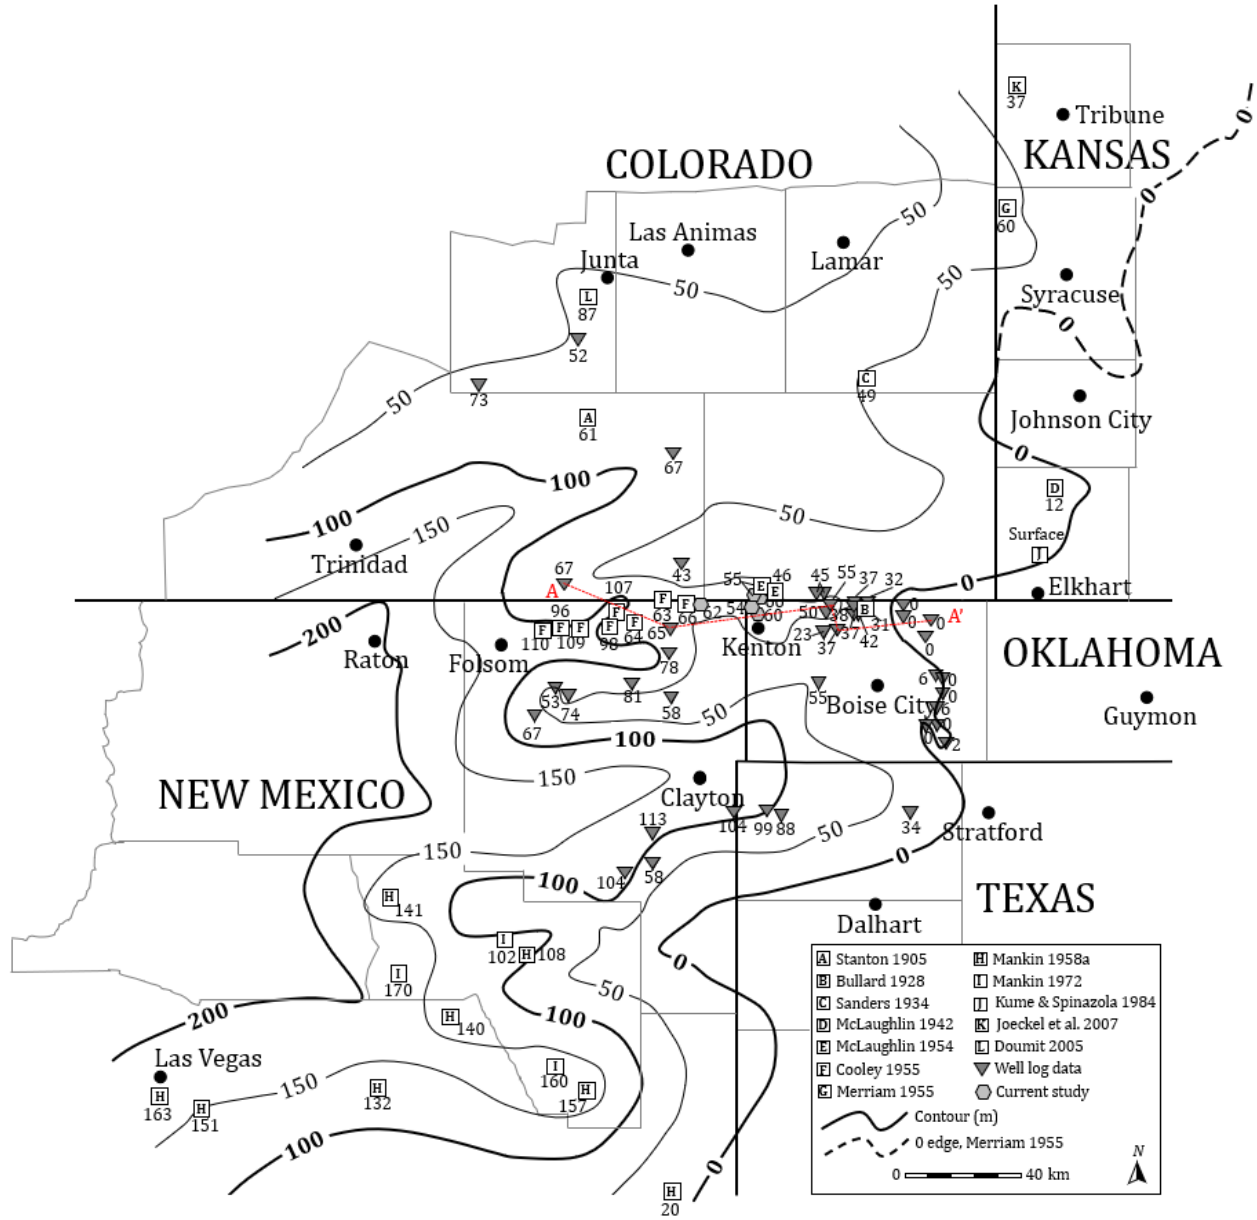 K
37
Tribune
KANSAS
0
COLORADO
0
50
G
60
Las Animas
Junta
Lamar
50
50
Syracuse
L
87
0
52
C
49
73
50
Johnson City
A
61
0
67
100
D
12
100
150
50
Surface
J
Trinidad
67
43
55
E
46
E
45
55
37
32
0
Elkhart
A
107
96
F
63
F
66
62
54
60
60
50
38
B
31
0
0
A'
200
F
110
F
109
F
F
F
98
F
64
65
Kenton
23
37
37
42
0
OKLAHOMA
Raton
Folsom
78
53
74
81
58
55
Boise City
6
0
0
6
0
0
2
Guymon
67
50
100
NEW MEXICO
150
Clayton
113
104
99
88
50
34
Stratford
150
104
58
0
100
TEXAS
H
141
Dalhart
I
102
H
108
0
I
170
50
200
H
140
100
Las Vegas
H
163
H
151
150
H
132
I
160
H
157
100
0
H
20
A Stanton 1905
B Bullard 1928
C Sanders 1934
D McLaughlin 1942
E McLaughlin 1954
F Cooley 1955
G Merriam 1955
H Mankin 1958a
I Mankin 1972
J Kume & Spinazola 1984
K Joeckel et al. 2007
L Doumit 2005
Well log data
Current study
Contour (m)
0 edge, Merriam 1955
0 40 km
N